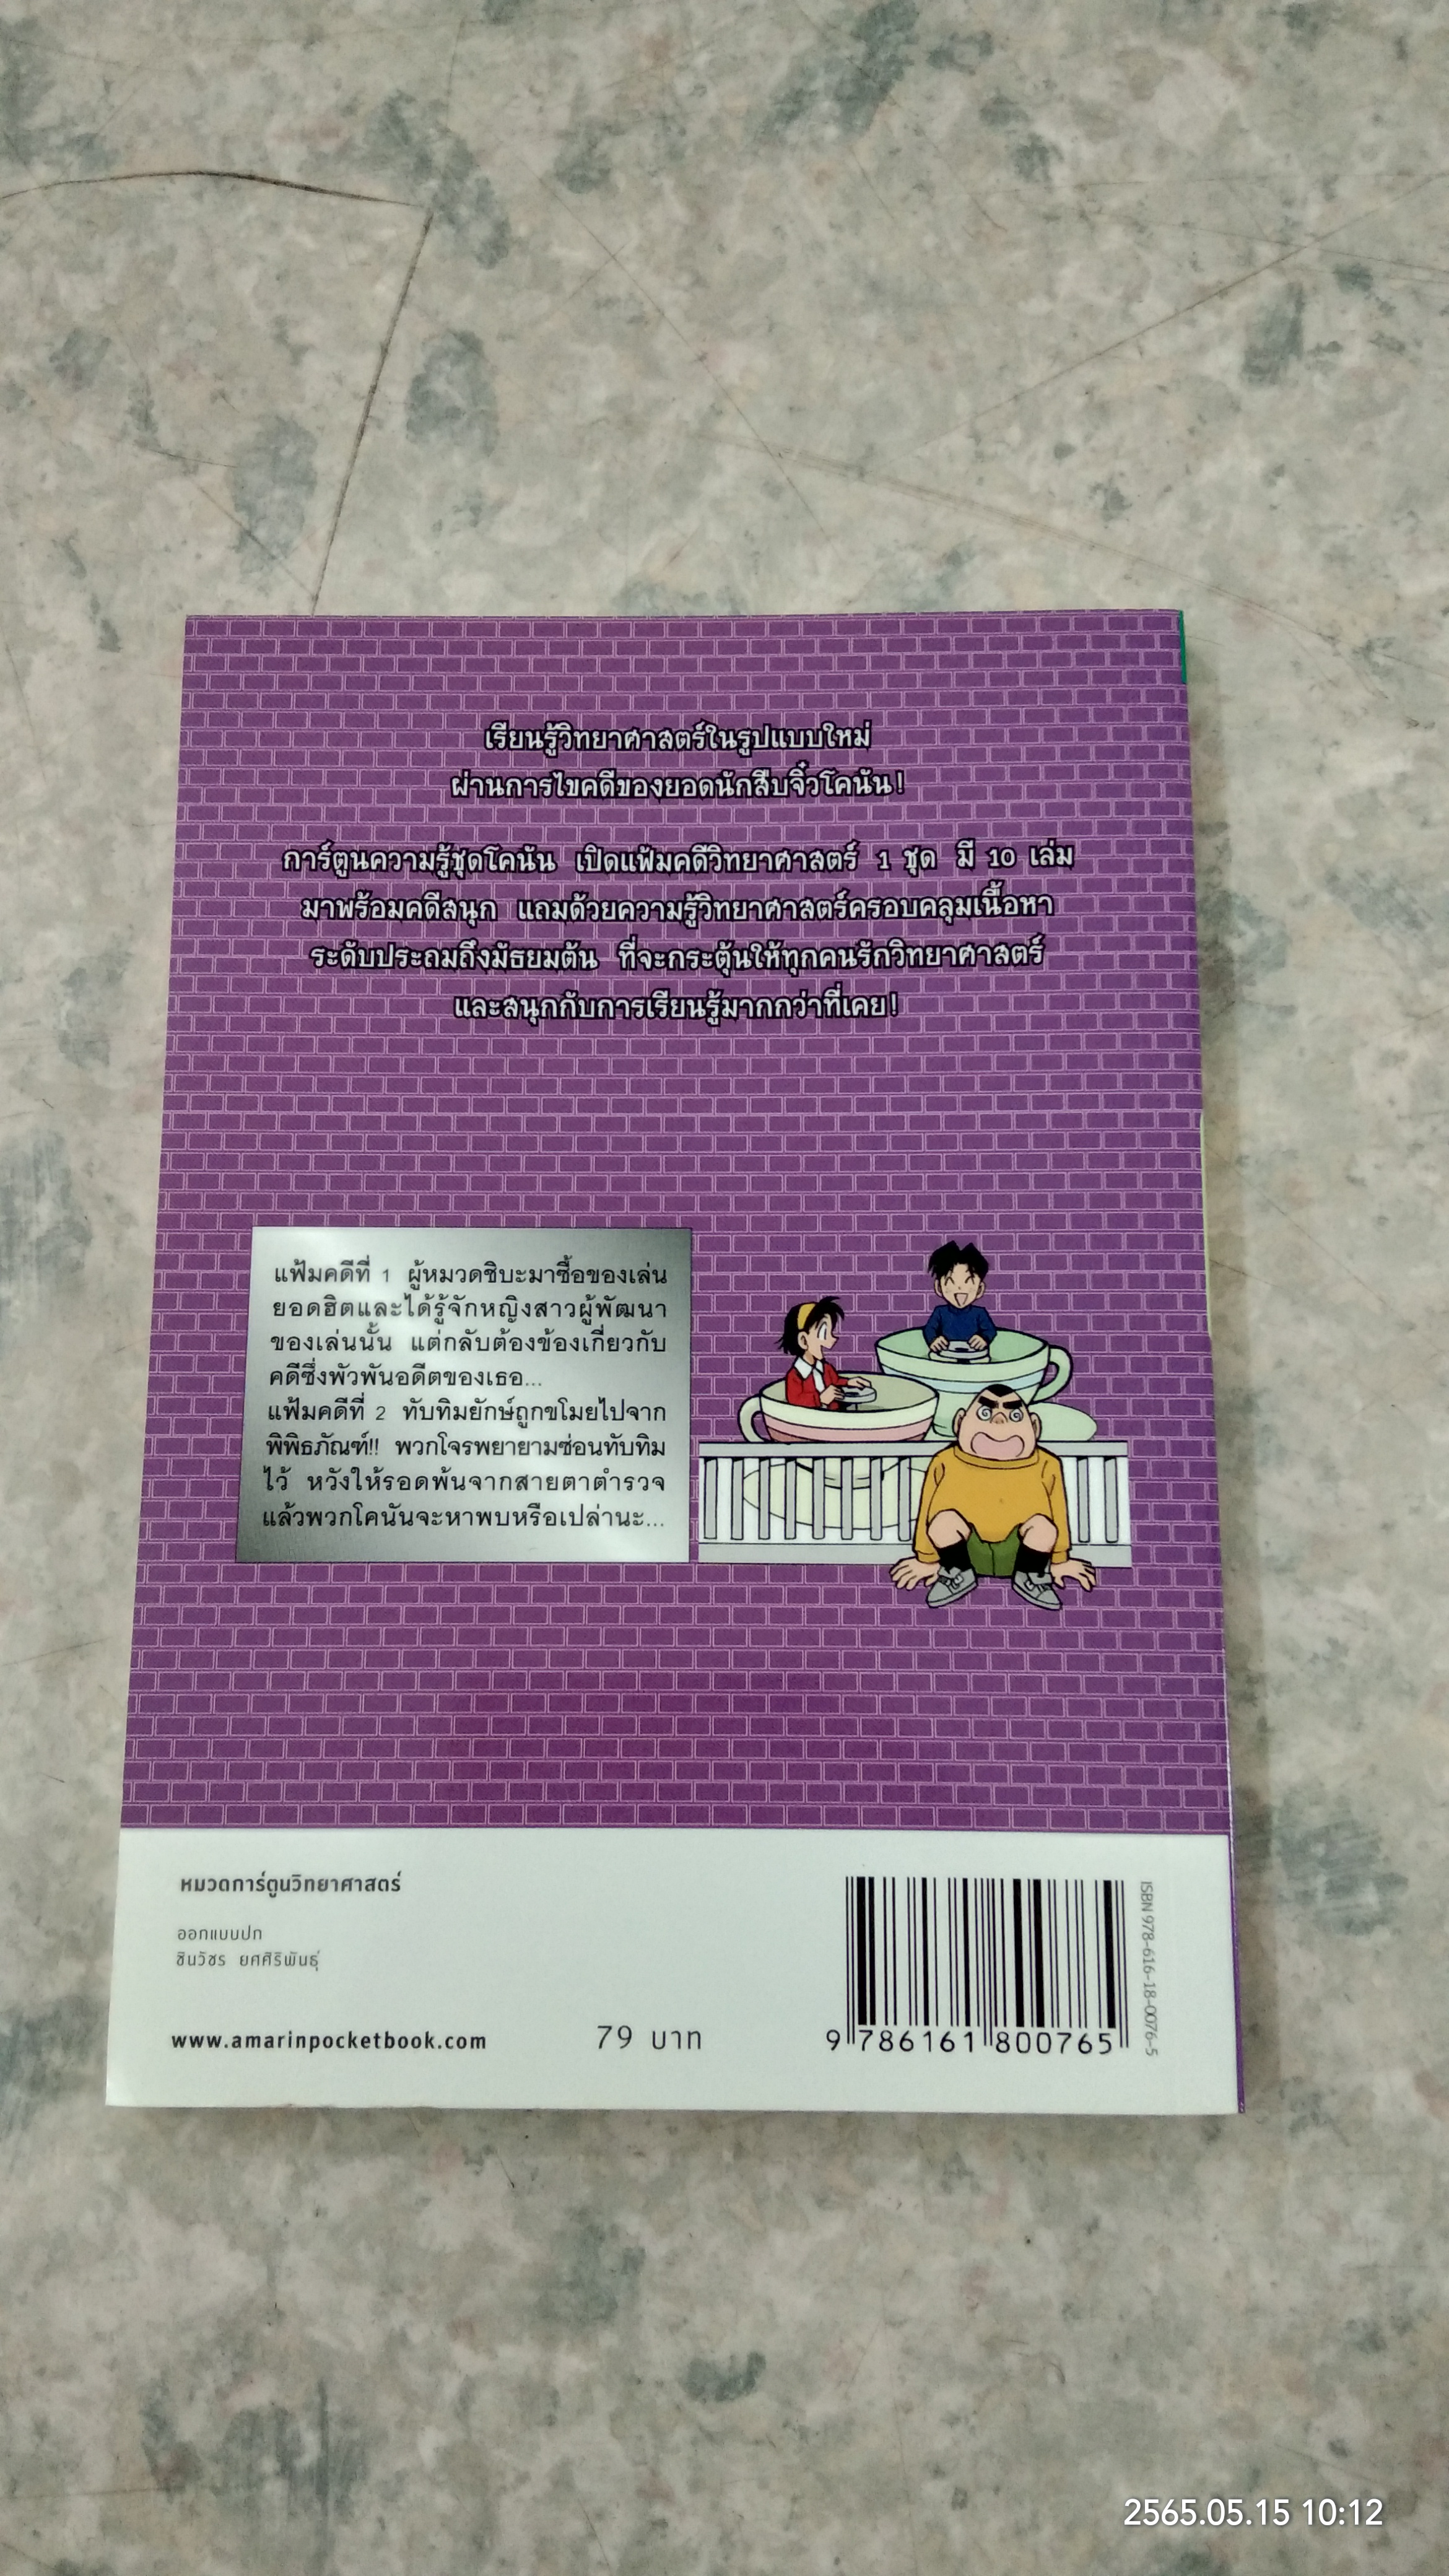 เรียนรู้วิทยาศาสตร์ในรูปแบบใหม่
ผ่านการไขคดีของยอดนักสืบจิ๋วโคนัน!
การ์ตูนความรู้ชุดโคนัน เปิดแฟ้มคดีวิทยาศาสตร์ 1 ชุด มี 10 เล่ม
มาพร้อมคดีสนุก แถมด้วยความรู้วิทยาศาสตร์ครอบคลุมเนื้อหา
ระดับประถมถึงมัธยมต้น ที่จะกระตุ้นให้ทุกคนรักวิทยาศาสตร์
และสนุกกับการเรียนรู้มากกว่าที่เคย!
แฟ้มคดีที่ 1 ผู้หมวดชิบะมาซื้อของเล่น
ยอดฮิตและได้รู้จักหญิงสาวผู้พัฒนา
ของเล่นนั้น แต่กลับต้องข้องเกี่ยวกับ
คดีซึ่งพัวพันอดีตของเธอ...
แฟ้มคดีที่ 2 ทับทิมยักษ์ถูกขโมยไปจาก
พิพิธภัณฑ์!! พวกโจรพยายามซ่อนทับทิม
ไว้ หวังให้รอดพ้นจากสายตาตำรวจ
แล้วพวกโคนันจะหาพบหรือเปล่านะ...
หมวดการ์ตูนวิทยาศาสตร์
ออกแบบปก
ชินวัชร ยศศิริพันธุ์
www.amarinpocketbook.com
79 บาท
9 786161 800765
ISBN 978-616-18-0076-5
2565.05.15 10:12